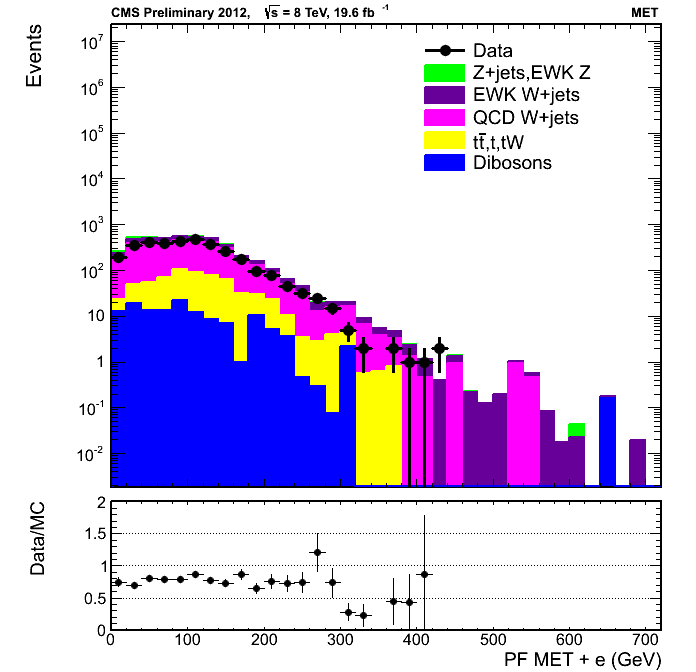 CMS Preliminary 2012, √s = 8 TeV, 19.6 fb⁻¹ MET
Events
10⁷
10⁶
10⁵
10⁴
10³
10²
10
1
10⁻¹
10⁻²
Data
Z+jets,EWK Z
EWK W+jets
QCD W+jets
tt̄,t,tW
Dibosons
Data/MC
2
1.5
1
0.5
0
0 100 200 300 400 500 600 700
PF MET + e (GeV)